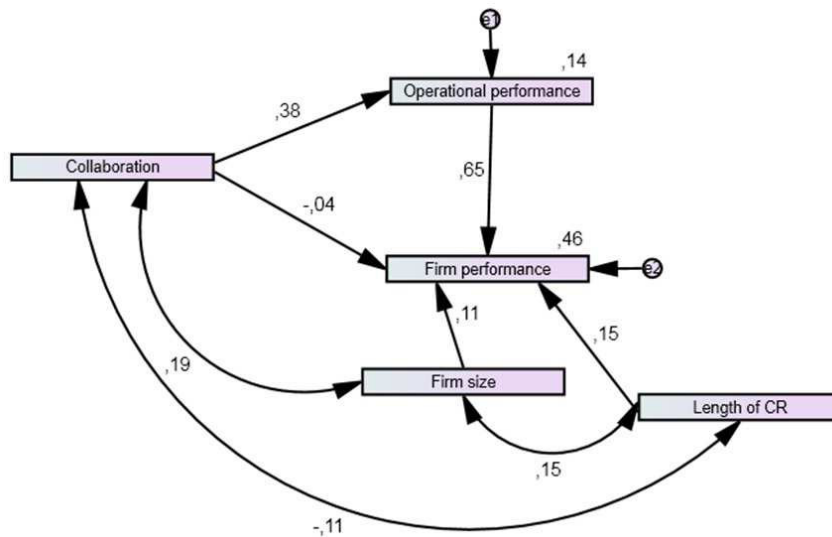 e1
,14
Operational performance
,38
Collaboration
,65
-,04
,46
Firm performance
e2
,11
,15
,19
Firm size
Length of CR
,15
-,11